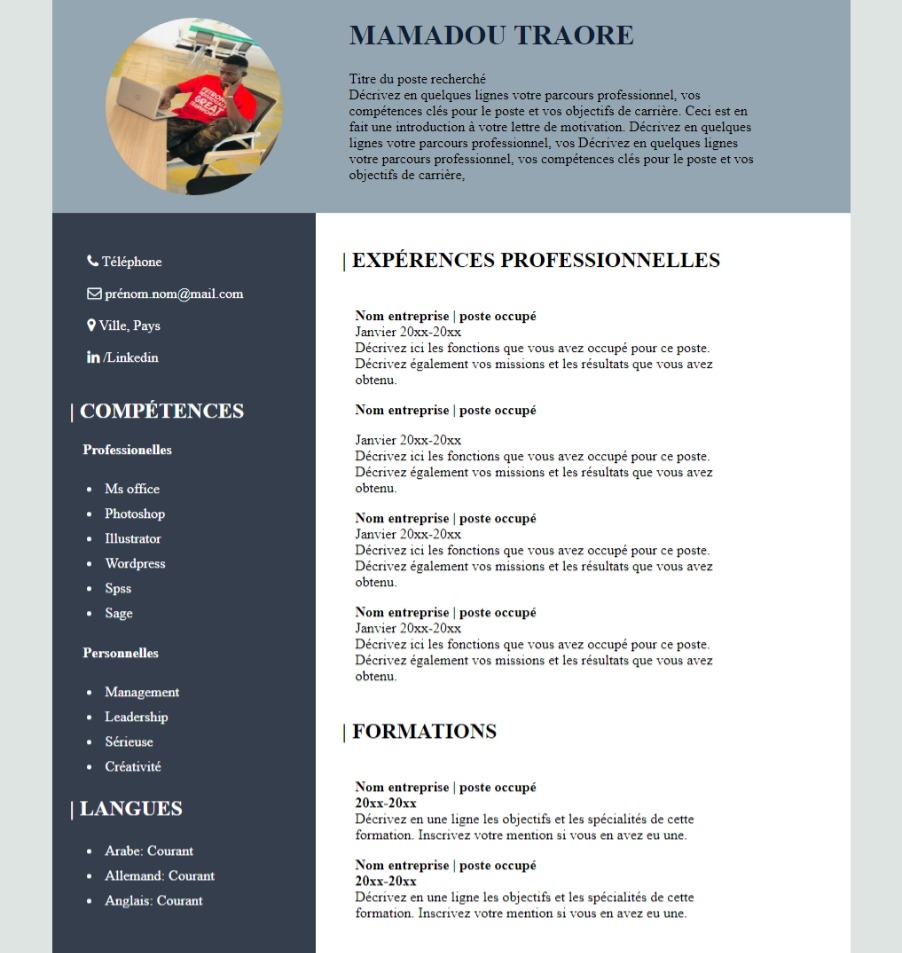 MAMADOU TRAORE
Titre du poste recherché
Décrivez en quelques lignes votre parcours professionnel, vos
compétences clés pour le poste et vos objectifs de carrière. Ceci est en
fait une introduction à votre lettre de motivation. Décrivez en quelques
lignes votre parcours professionnel, vos Décrivez en quelques lignes
votre parcours professionnel, vos compétences clés pour le poste et vos
objectifs de carrière,
Téléphone
prénom.nom@mail.com
Ville, Pays
in /Linkedin
| COMPÉTENCES
Professionelles
• Ms office
• Photoshop
• Illustrator
• Wordpress
• Spss
• Sage
Personnelles
• Management
• Leadership
• Sérieuse
• Créativité
| LANGUES
• Arabe: Courant
• Allemand: Courant
• Anglais: Courant
| EXPÉRENCES PROFESSIONNELLES
Nom entreprise | poste occupé
Janvier 20xx-20xx
Décrivez ici les fonctions que vous avez occupé pour ce poste.
Décrivez également vos missions et les résultats que vous avez
obtenu.
Nom entreprise | poste occupé
Janvier 20xx-20xx
Décrivez ici les fonctions que vous avez occupé pour ce poste.
Décrivez également vos missions et les résultats que vous avez
obtenu.
Nom entreprise | poste occupé
Janvier 20xx-20xx
Décrivez ici les fonctions que vous avez occupé pour ce poste.
Décrivez également vos missions et les résultats que vous avez
obtenu.
Nom entreprise | poste occupé
Janvier 20xx-20xx
Décrivez ici les fonctions que vous avez occupé pour ce poste.
Décrivez également vos missions et les résultats que vous avez
obtenu.
| FORMATIONS
Nom entreprise | poste occupé
20xx-20xx
Décrivez en une ligne les objectifs et les spécialités de cette
formation. Inscrivez votre mention si vous en avez eu une.
Nom entreprise | poste occupé
20xx-20xx
Décrivez en une ligne les objectifs et les spécialités de cette
formation. Inscrivez votre mention si vous en avez eu une.